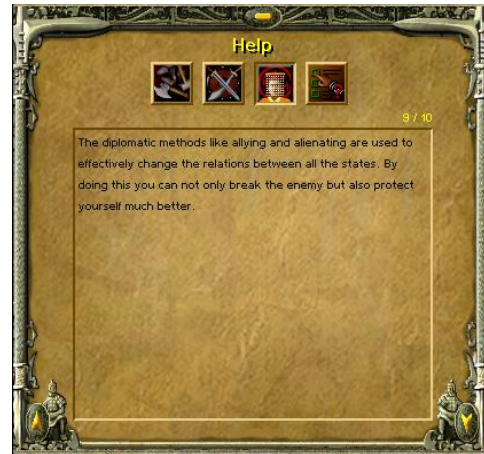 Help
9 / 10
The diplomatic methods like allying and alienating are used to
effectively change the relations between all the states. By
doing this you can not only break the enemy but also protect
yourself much better.